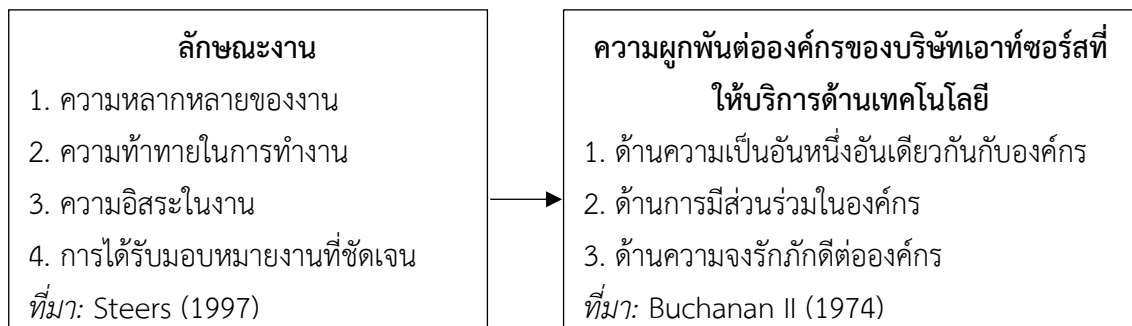 ลักษณะงาน
1. ความหลากหลายของงาน
2. ความท้าทายในการทำงาน
3. ความอิสระในงาน
4. การได้รับมอบหมายงานที่ชัดเจน
ที่มา: Steers (1997)
ความผูกพันต่อองค์กรของบริษัทเอาท์ซอร์สที่
ให้บริการด้านเทคโนโลยี
1. ด้านความเป็นอันหนึ่งอันเดียวกันกับองค์กร
2. ด้านการมีส่วนร่วมในองค์กร
3. ด้านความจงรักภักดีต่อองค์กร
ที่มา: Buchanan II (1974)